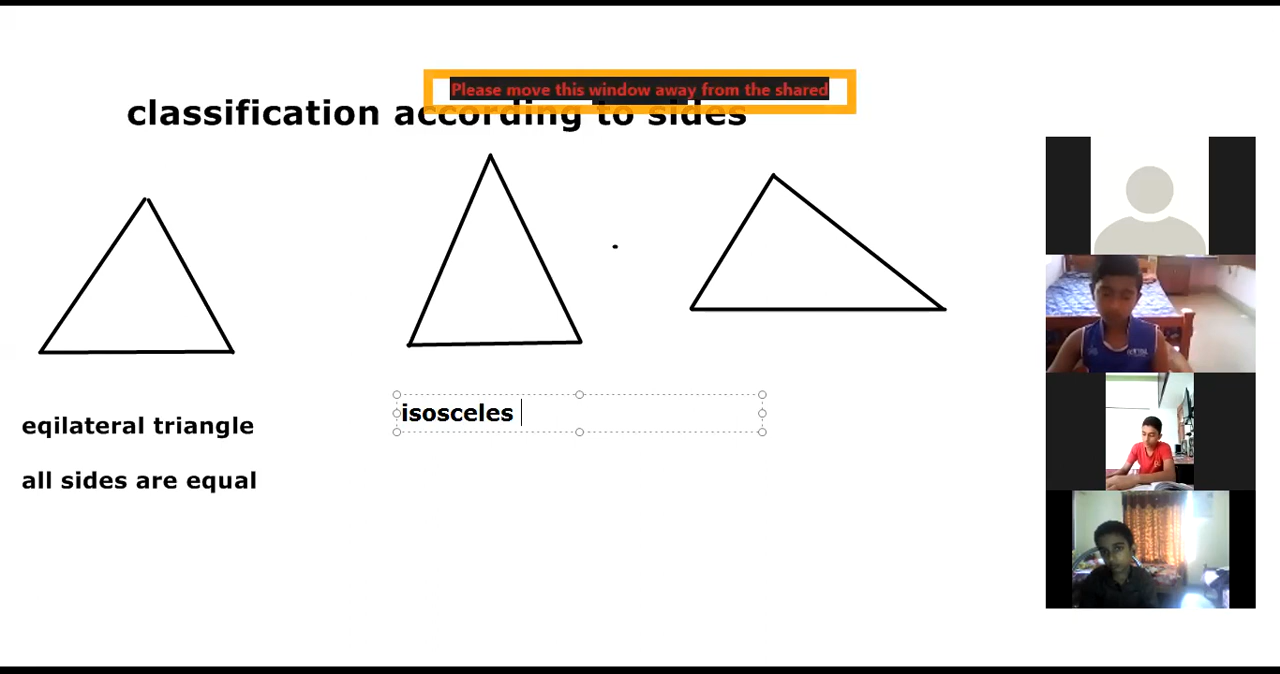 Please move this window away from the shared
classification according to sides
isosceles
eqilateral triangle
all sides are equal